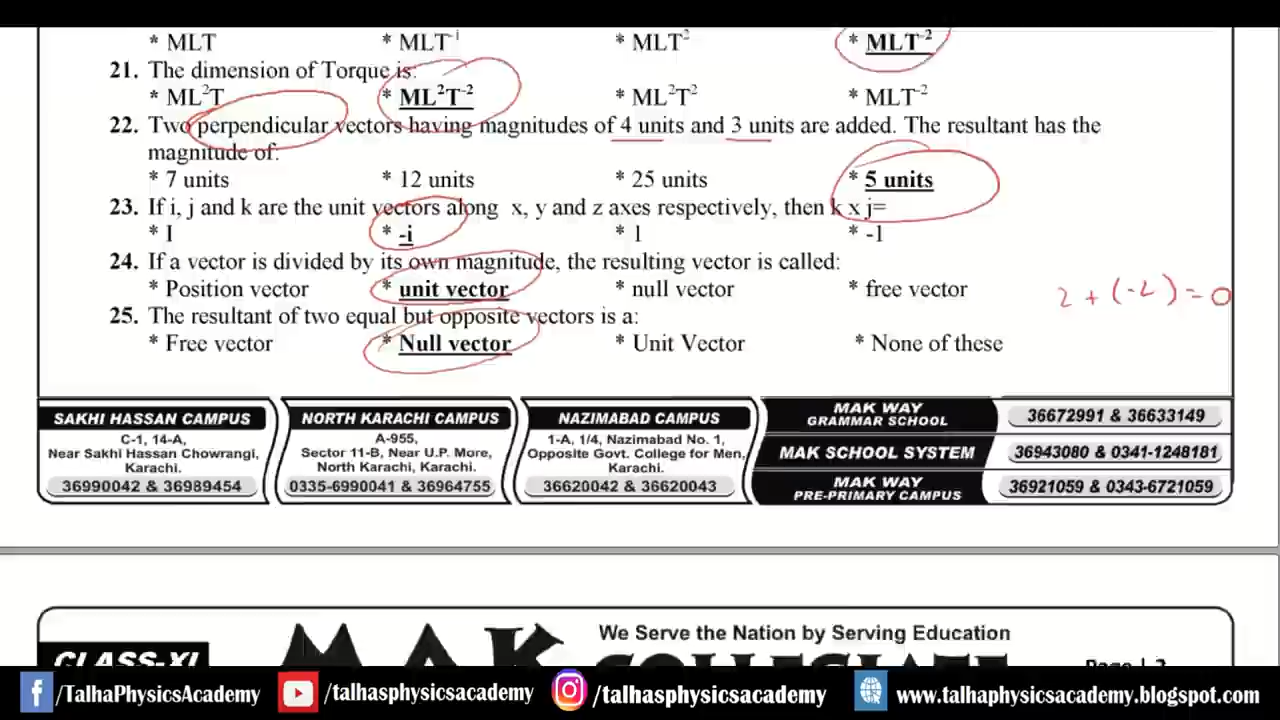 * MLT * MLT⁻¹ * MLT² * MLT⁻²
21. The dimension of Torque is:
* ML²T * ML²T⁻² * ML²T² * MLT⁻²
22. Two perpendicular vectors having magnitudes of 4 units and 3 units are added. The resultant has the
magnitude of:
* 7 units * 12 units * 25 units * 5 units
23. If i, j and k are the unit vectors along x, y and z axes respectively, then k x j=
* I * -i * 1 * -1
24. If a vector is divided by its own magnitude, the resulting vector is called:
* Position vector * unit vector * null vector * free vector
2 + (-2) = 0
25. The resultant of two equal but opposite vectors is a:
* Free vector * Null vector * Unit Vector * None of these
SAKHI HASSAN CAMPUS
C-1, 14-A,
Near Sakhi Hassan Chowrangi,
Karachi.
36990042 & 36989454
NORTH KARACHI CAMPUS
A-955,
Sector 11-B, Near U.P. More,
North Karachi, Karachi.
0335-6990041 & 36964755
NAZIMABAD CAMPUS
1-A, 1/4, Nazimabad No. 1,
Opposite Govt. College for Men,
Karachi.
36620042 & 36620043
MAK WAY
GRAMMAR SCHOOL
36672991 & 36633149
MAK SCHOOL SYSTEM
36943080 & 0341-1248181
MAK WAY
PRE-PRIMARY CAMPUS
36921059 & 0343-6721059
We Serve the Nation by Serving Education
CLASS-XI
MAK
COLLEGIATE
Page | 3
/TalhaPhysicsAcademy
/talhasphysicsacademy
/talhasphysicsacademy
www.talhaphysicsacademy.blogspot.com